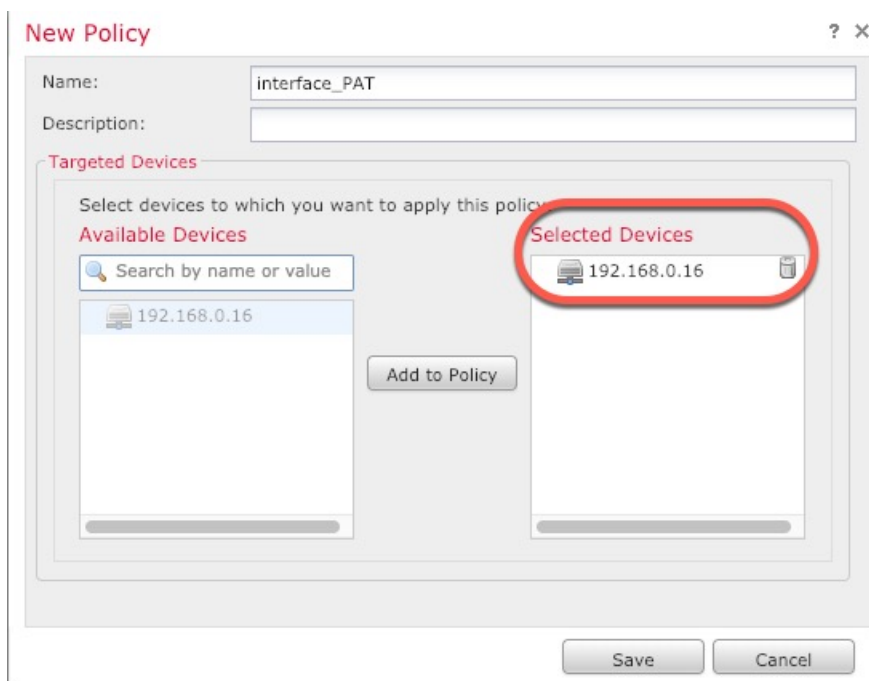 New Policy
?
Name:
interface_PAT
Description:
Targeted Devices
Select devices to which you want to apply this policy
Available Devices
Search by name or value
192.168.0.16
Add to Policy
Selected Devices
192.168.0.16
Save
Cancel